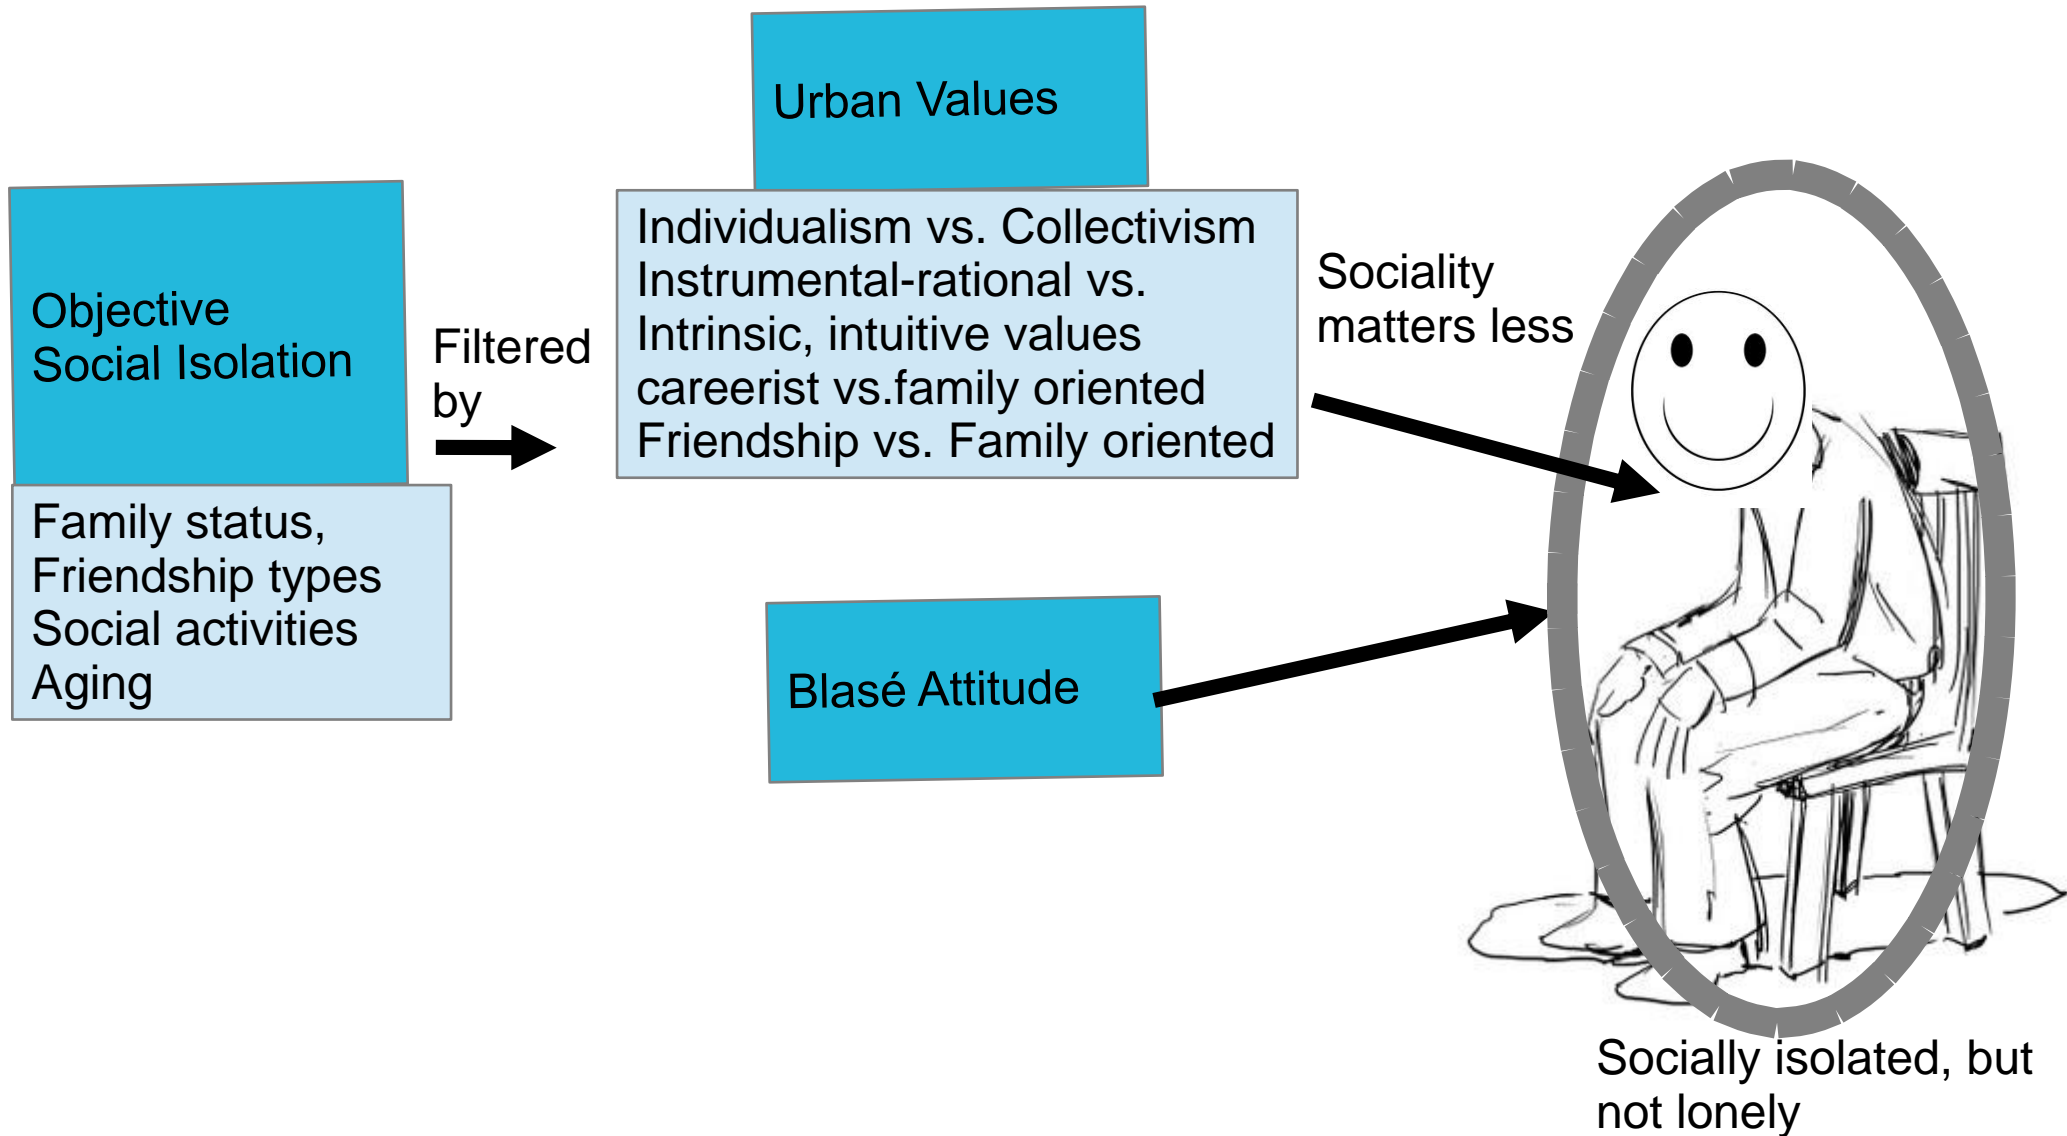 Urban Values
Objective
Social Isolation
Family status,
Friendship types
Social activities
Aging
Filtered
by
Individualism vs. Collectivism
Instrumental-rational vs.
Intrinsic, intuitive values
careerist vs.family oriented
Friendship vs. Family oriented
Sociality
matters less
Blasé Attitude
Socially isolated, but
not lonely